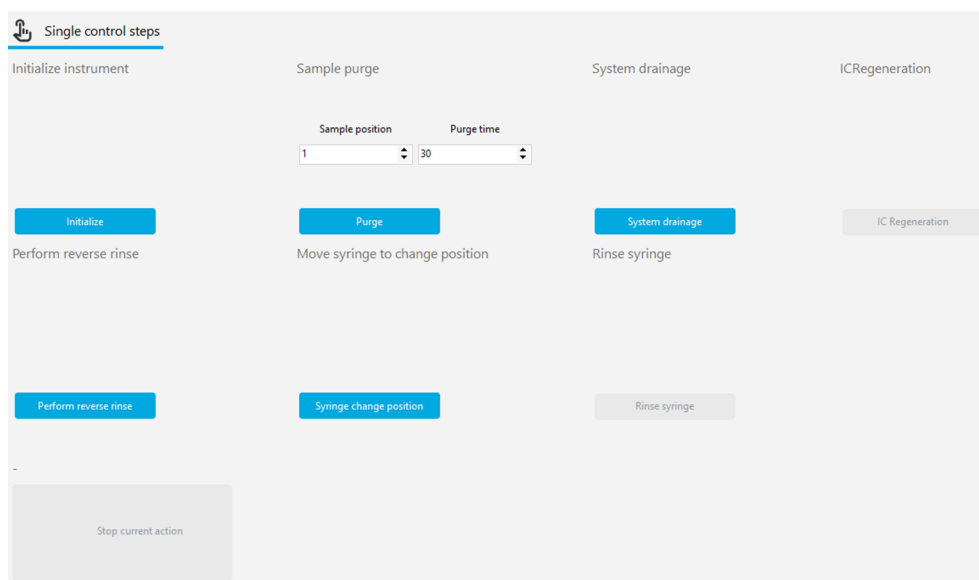 Single control steps
Initialize instrument
Sample purge
System drainage
ICRegeneration
Sample position
Purge time
1
30
Initialize
Purge
System drainage
IC Regeneration
Perform reverse rinse
Move syringe to change position
Rinse syringe
Perform reverse rinse
Syringe change position
Rinse syringe
-
Stop current action